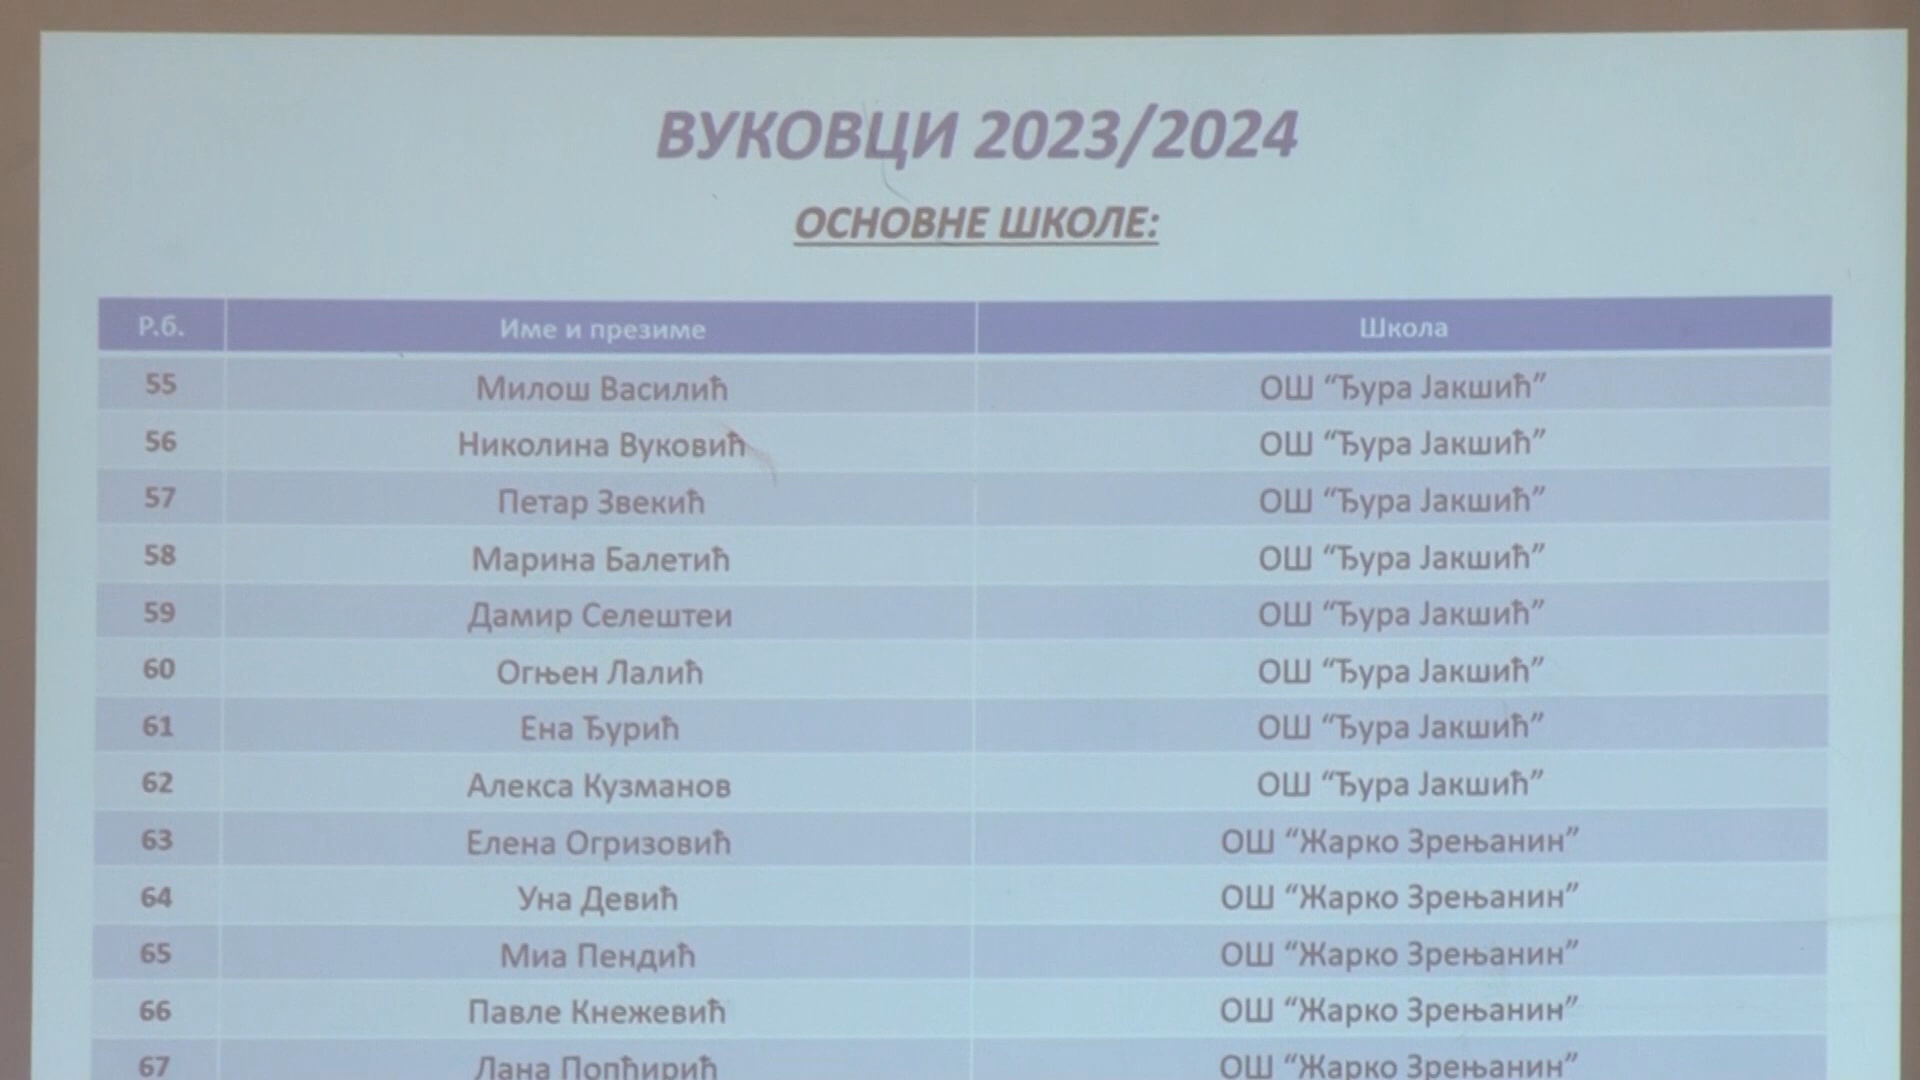 ВУКОВЦИ 2023/2024
ОСНОВНЕ ШКОЛЕ:
Р.б. Име и презиме Школа
55 Милош Василић ОШ “Ђура Јакшић”
56 Николина Вуковић ОШ “Ђура Јакшић”
57 Петар Звекић ОШ “Ђура Јакшић”
58 Марина Балетић ОШ “Ђура Јакшић”
59 Дамир Селештеи ОШ “Ђура Јакшић”
60 Огњен Лалић ОШ “Ђура Јакшић”
61 Ена Ђурић ОШ “Ђура Јакшић”
62 Алекса Кузманов ОШ “Ђура Јакшић”
63 Елена Огризовић ОШ “Жарко Зрењанин”
64 Уна Девић ОШ “Жарко Зрењанин”
65 Миа Пендић ОШ “Жарко Зрењанин”
66 Павле Кнежевић ОШ “Жарко Зрењанин”
67 Лана ОШ “Жарко Зрењанин”